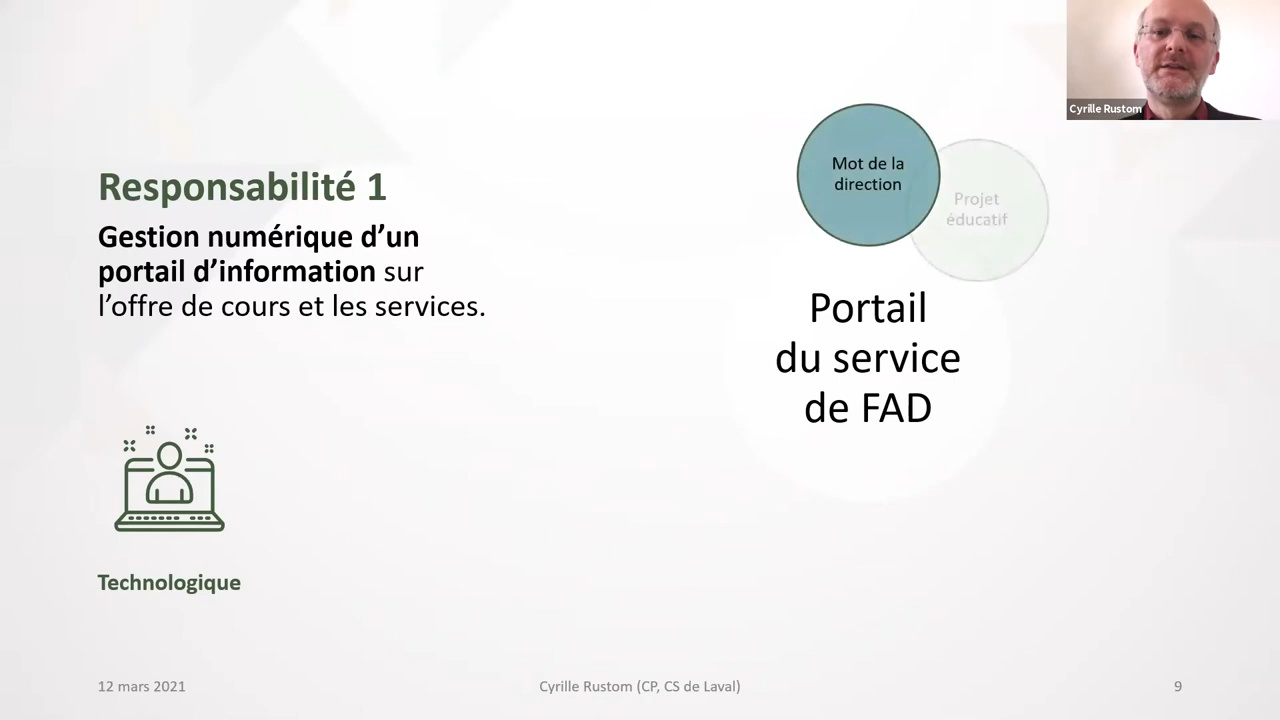 Cyrille Rustom
Responsabilité 1
Gestion numérique d’un
portail d’information sur
l’offre de cours et les services.
Technologique
Mot de la
direction
Projet
éducatif
Portail
du service
de FAD
12 mars 2021
Cyrille Rustom (CP, CS de Laval)
9